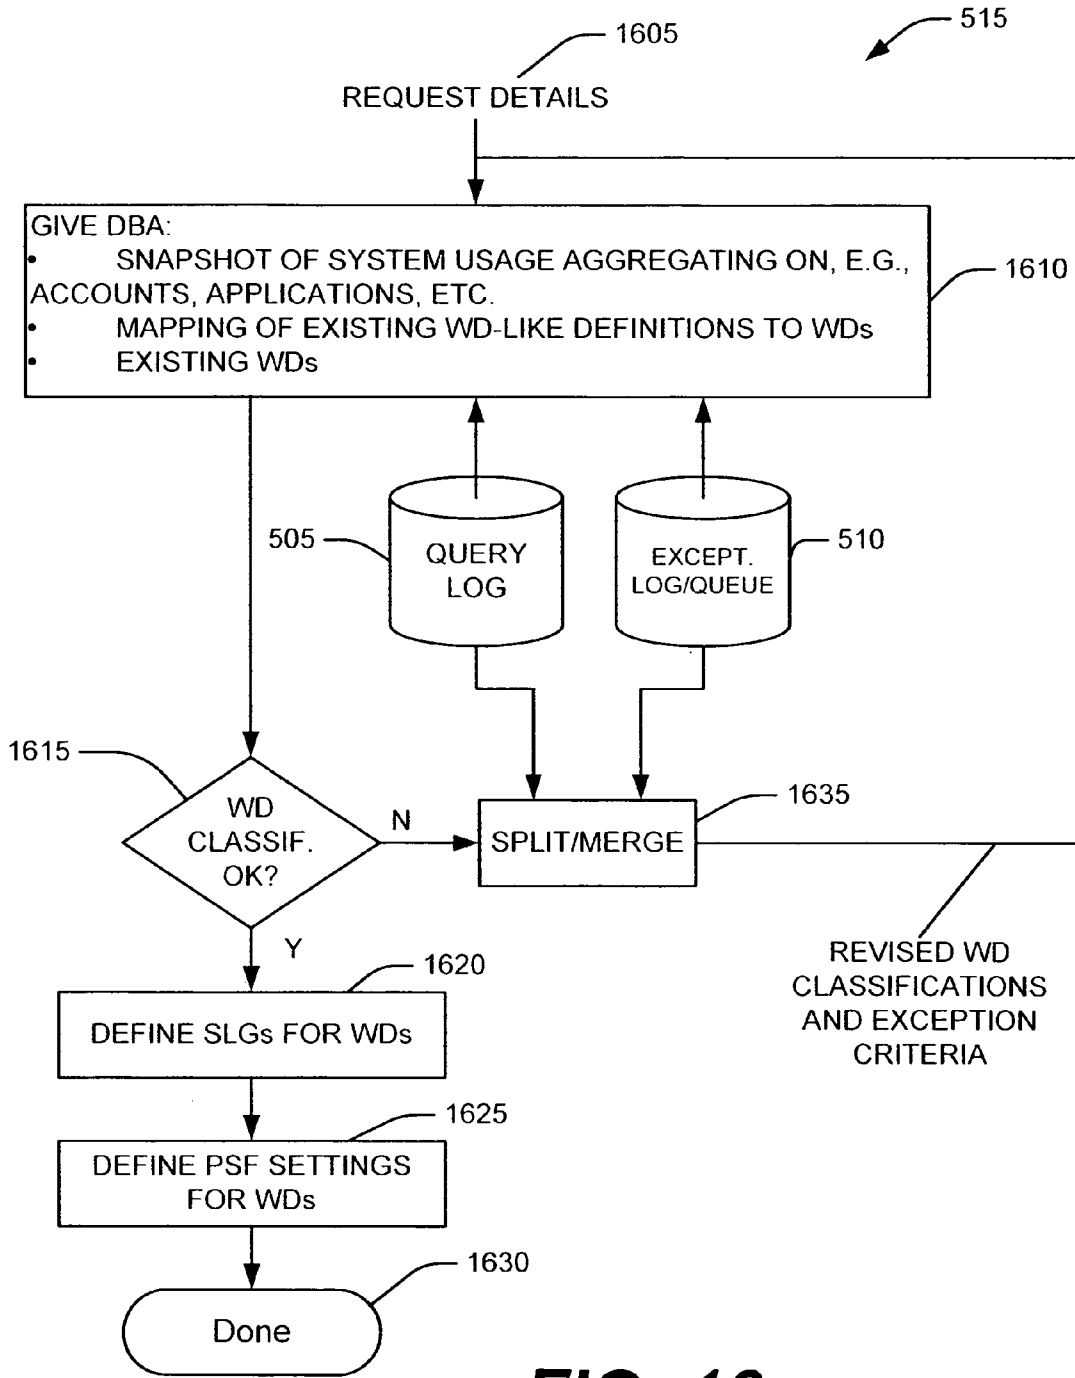 515
1605
REQUEST DETAILS
GIVE DBA:
• SNAPSHOT OF SYSTEM USAGE AGGREGATING ON, E.G.,
ACCOUNTS, APPLICATIONS, ETC.
• MAPPING OF EXISTING WD-LIKE DEFINITIONS TO WDs
• EXISTING WDs
1610
505
QUERY
LOG
EXCEPT.
LOG/QUEUE
510
1615
WD
CLASSIF.
OK?
N
SPLIT/MERGE
1635
Y
REVISED WD
CLASSIFICATIONS
AND EXCEPTION
CRITERIA
1620
DEFINE SLGs FOR WDs
1625
DEFINE PSF SETTINGS
FOR WDs
1630
Done